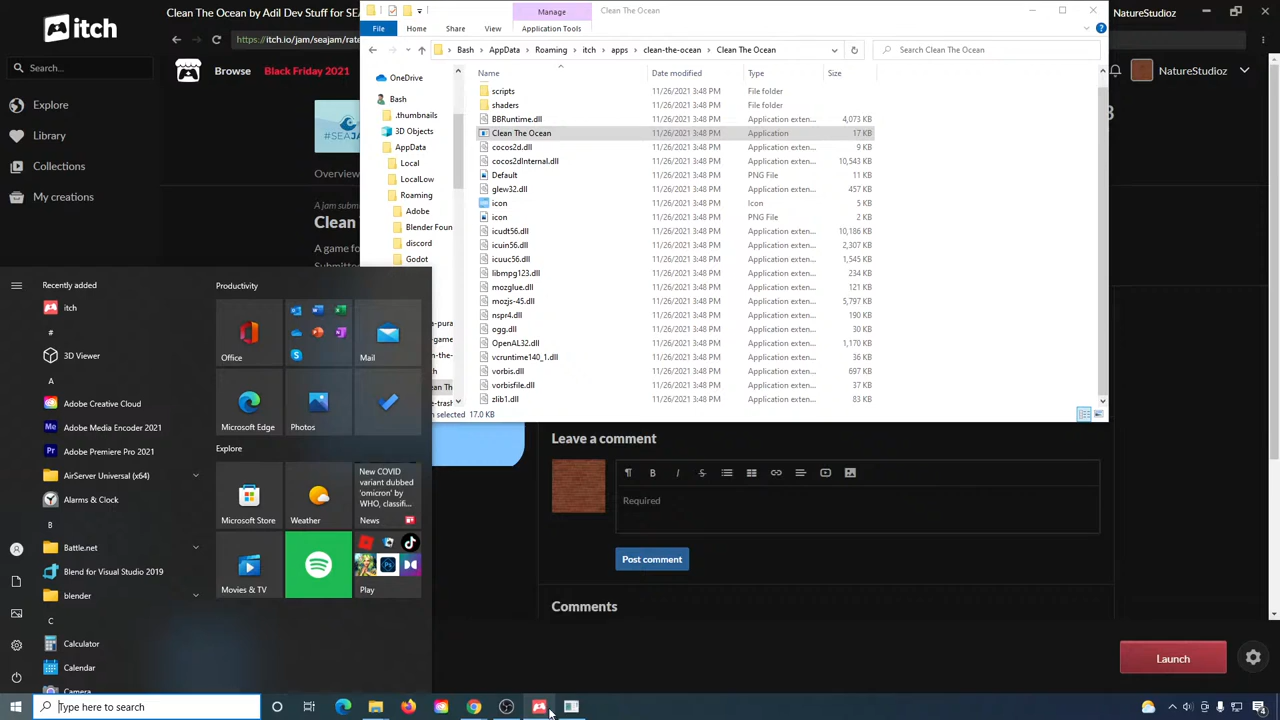 itch
Clean The Ocean by Adil Dev Stu
https://itch.io/jam/seajam/rate
Search...
Browse
Black Friday 2021
Explore
Library
Collections
My recent changes
#SEAJ
Overview
A jam subm
Clean
A game fo
Manage
Clean The Ocean
File
Home
Share
View
Application Tools
Bash
AppData
Roaming
itch
apps
clean-the-ocean
Clean The Ocean
Search Clean The Ocean
NatureStudioz
NatureStudioz
OneDrive
Bash
.thumbnails
3D Objects
AppData
Local
LocalLow
Roaming
Adobe
Blender Foun
discord
Godot
Name
Date modified
Type
Size
scripts 11/26/2021 3:48 PM File folder
shaders 11/26/2021 3:48 PM File folder
BBRuntime.dll 11/26/2021 3:48 PM Application exten... 4,073 KB
Clean The Ocean 11/26/2021 3:48 PM Application 17 KB
cocos2d.dll 11/26/2021 3:48 PM Application exten... 9 KB
cocos2dInternal.dll 11/26/2021 3:48 PM Application exten... 10,543 KB
Default 11/26/2021 3:48 PM PNG File 11 KB
glew32.dll 11/26/2021 3:48 PM Application exten... 457 KB
icon 11/26/2021 3:48 PM Icon 5 KB
icon 11/26/2021 3:48 PM PNG File 2 KB
icudt56.dll 11/26/2021 3:48 PM Application exten... 10,186 KB
icuin56.dll 11/26/2021 3:48 PM Application exten... 2,307 KB
icuuc56.dll 11/26/2021 3:48 PM Application exten... 1,545 KB
libmpg123.dll 11/26/2021 3:48 PM Application exten... 234 KB
mozglue.dll 11/26/2021 3:48 PM Application exten... 121 KB
mozjs-45.dll 11/26/2021 3:48 PM Application exten... 5,797 KB
nspr4.dll 11/26/2021 3:48 PM Application exten... 190 KB
ogg.dll 11/26/2021 3:48 PM Application exten... 30 KB
OpenAL32.dll 11/26/2021 3:48 PM Application exten... 1,170 KB
vcruntime140_1.dll 11/26/2021 3:48 PM Application exten... 36 KB
vorbis.dll 11/26/2021 3:48 PM Application exten... 697 KB
vorbisfile.dll 11/26/2021 3:48 PM Application exten... 37 KB
zlib1.dll 11/26/2021 3:48 PM Application exten... 83 KB
selected 17.0 KB
Recently added
itch
#
3D Viewer
A
Adobe Creative Cloud
Adobe Media Encoder 2021
Adobe Premiere Pro 2021
AirServer Universal (x64)
Alarms & Clock
B
Battle.net
Blend for Visual Studio 2019
blender
C
Calculator
Calendar
Camera
Productivity
Office
Mail
Microsoft Edge
Photos
Explore
Microsoft Store
Weather
New COVID
variant dubbed
'omicron' by
WHO, classifi...
News
Movies & TV
Play
Leave a comment
Required
Post comment
Comments
Launch
Type here to search